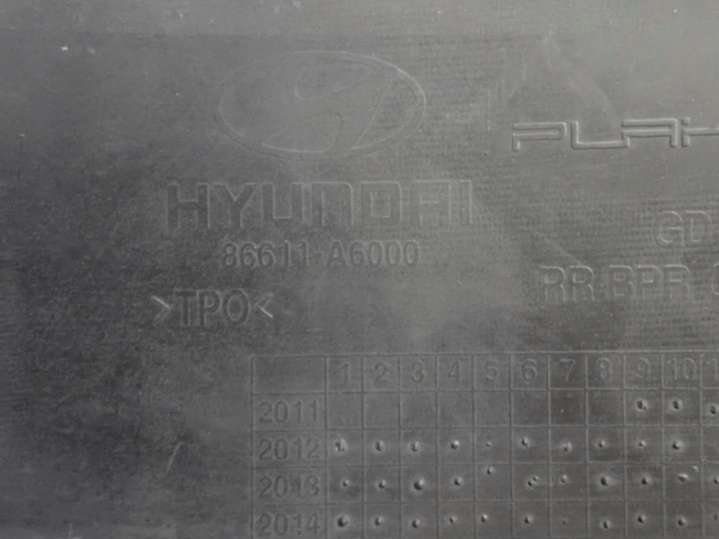 PLAK
HYUNDAI
86611-A6000
GD
RR.BPR
>TPO<
1 2 3 4 5 6 7 8 9 10
2011
2012
2013
2014